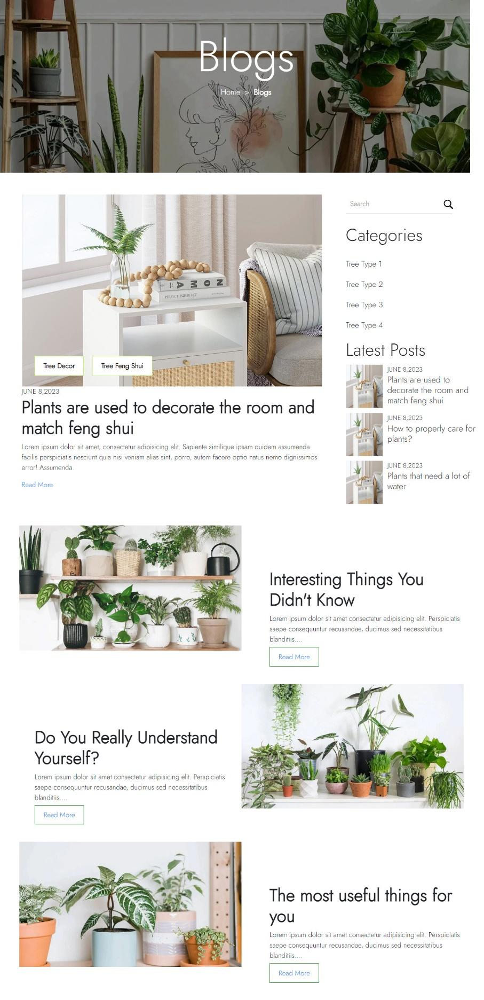 Blogs
Home > Blogs
NOMA
PERFECT IMPERFECT
Tree Decor
Tree Feng Shui
JUNE 8,2023
Plants are used to decorate the room and
match feng shui
Lorem ipsum dolor sit amet, consectetur adipisicing elit. Sapiente similique ipsam quidem assumenda
facilis perspiciatis nesciunt quia nisi veniam alias sint, porro, autem facere optio natus nemo dignissimos
error! Assumenda.
Read More
Search
Categories
Tree Type 1
Tree Type 2
Tree Type 3
Tree Type 4
Latest Posts
JUNE 8,2023
Plants are used to
decorate the room and
match feng shui
JUNE 8,2023
How to properly care for
plants?
JUNE 8,2023
Plants that need a lot of
water
Interesting Things You
Didn't Know
Lorem ipsum dolor sit amet consectetur adipisicing elit. Perspiciatis
saepe consequuntur recusandae, ducimus sed necessitatibus
blanditiis....
Read More
Do You Really Understand
Yourself?
Lorem ipsum dolor sit amet consectetur adipisicing elit. Perspiciatis
saepe consequuntur recusandae, ducimus sed necessitatibus
blanditiis....
Read More
The most useful things for
you
Lorem ipsum dolor sit amet consectetur adipisicing elit. Perspiciatis
saepe consequuntur recusandae, ducimus sed necessitatibus
blanditiis....
Read More